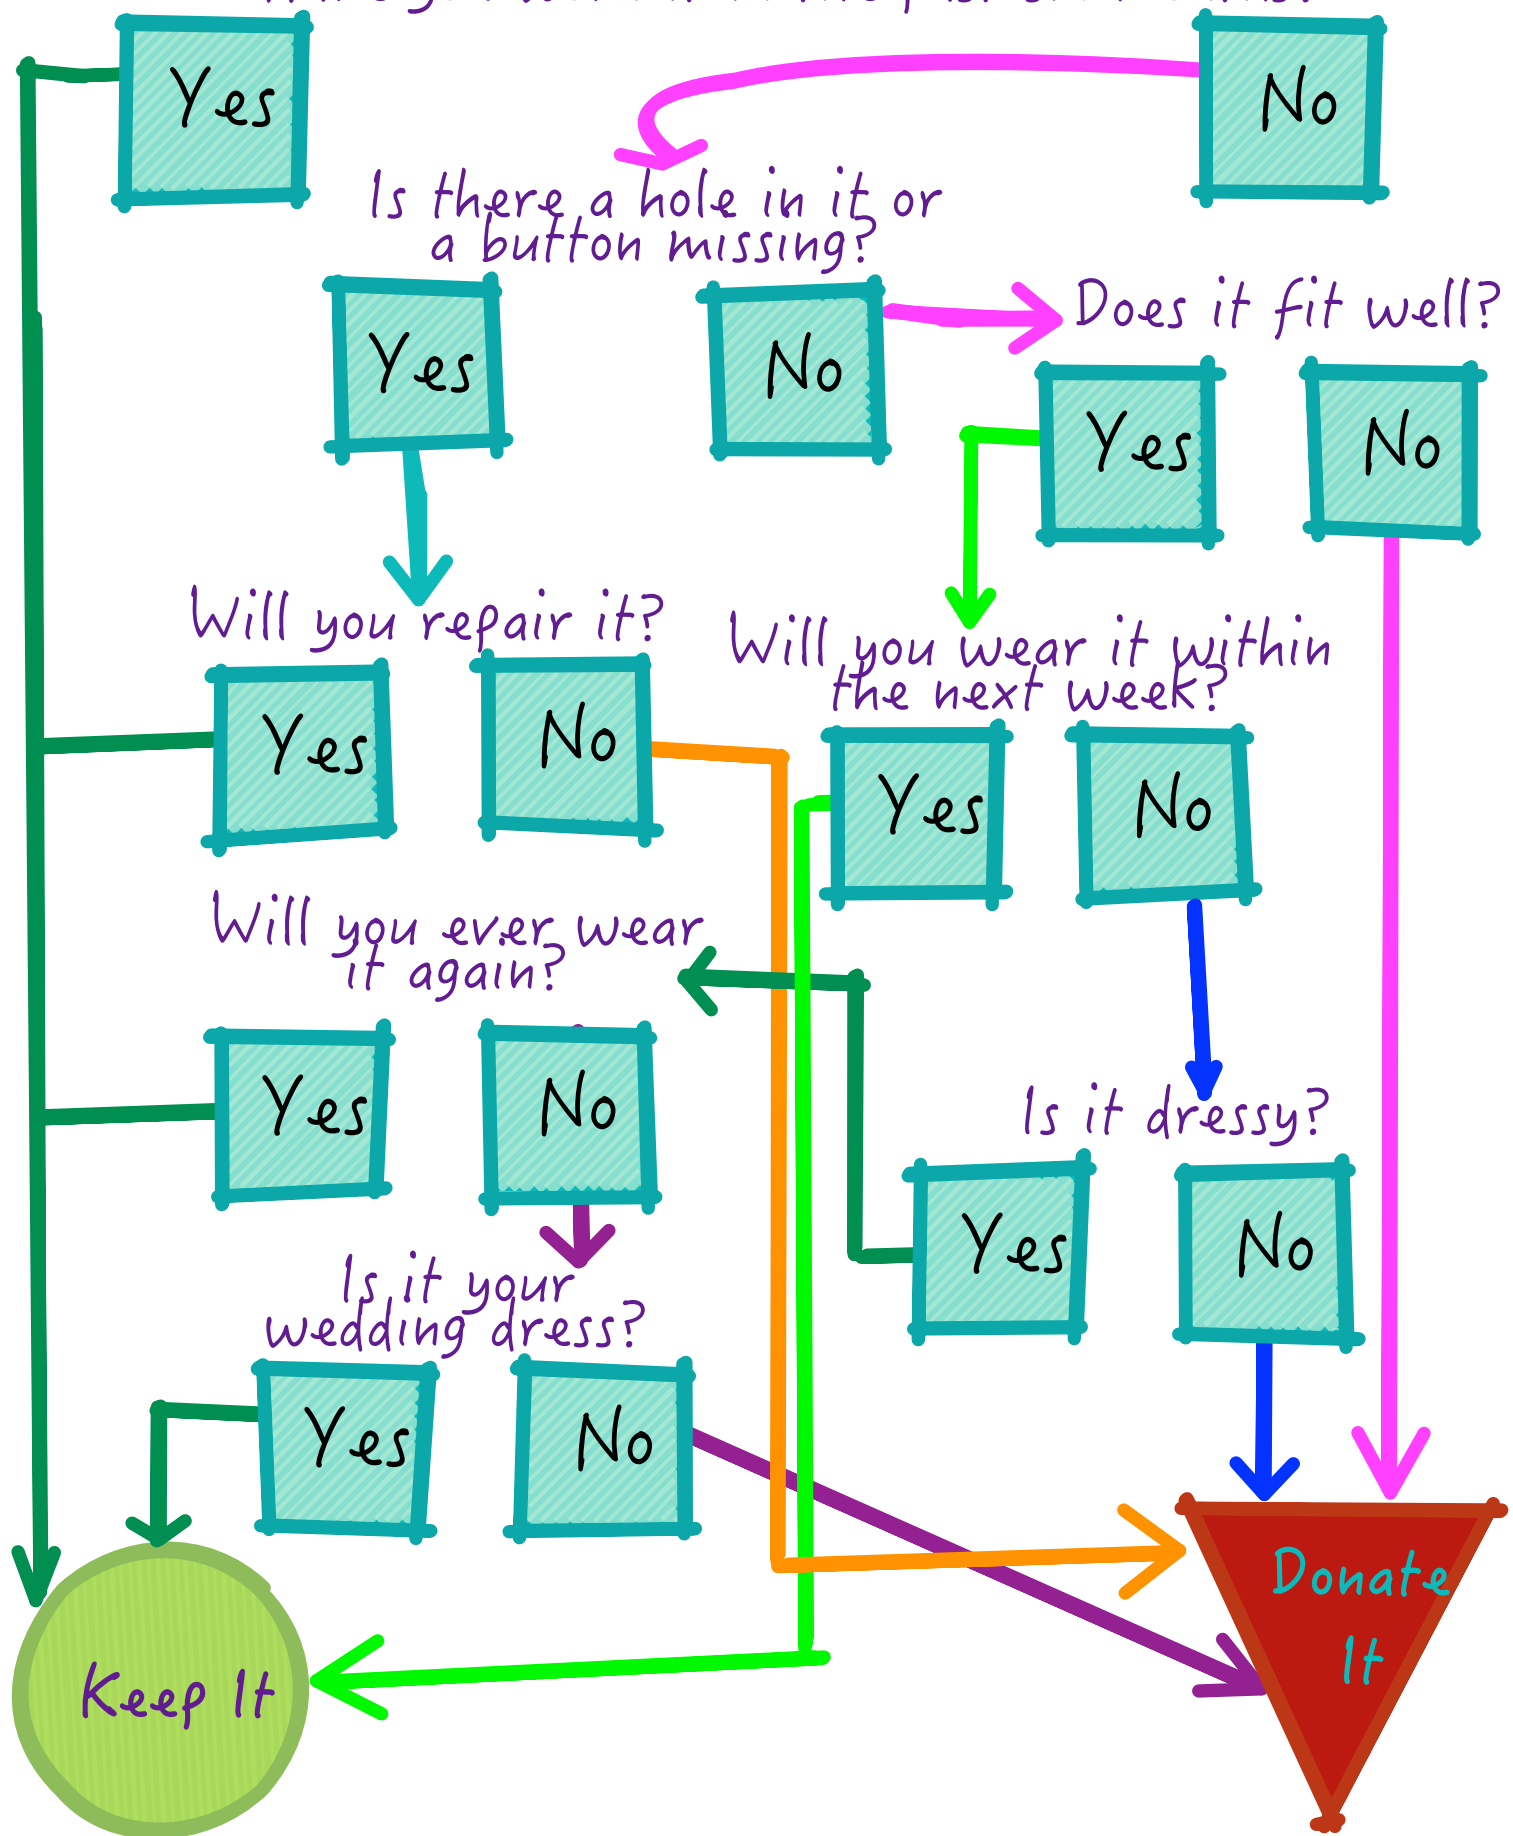 Yes
No
Is there a hole in it or
a button missing?
Yes
No
Does it fit well?
Yes
No
Will you repair it?
Yes
No
Will you wear it within
the next week?
Yes
No
Will you ever wear
it again?
Yes
No
Is it dressy?
Yes
No
Is it your
wedding dress?
Yes
No
Keep It
Donate
It